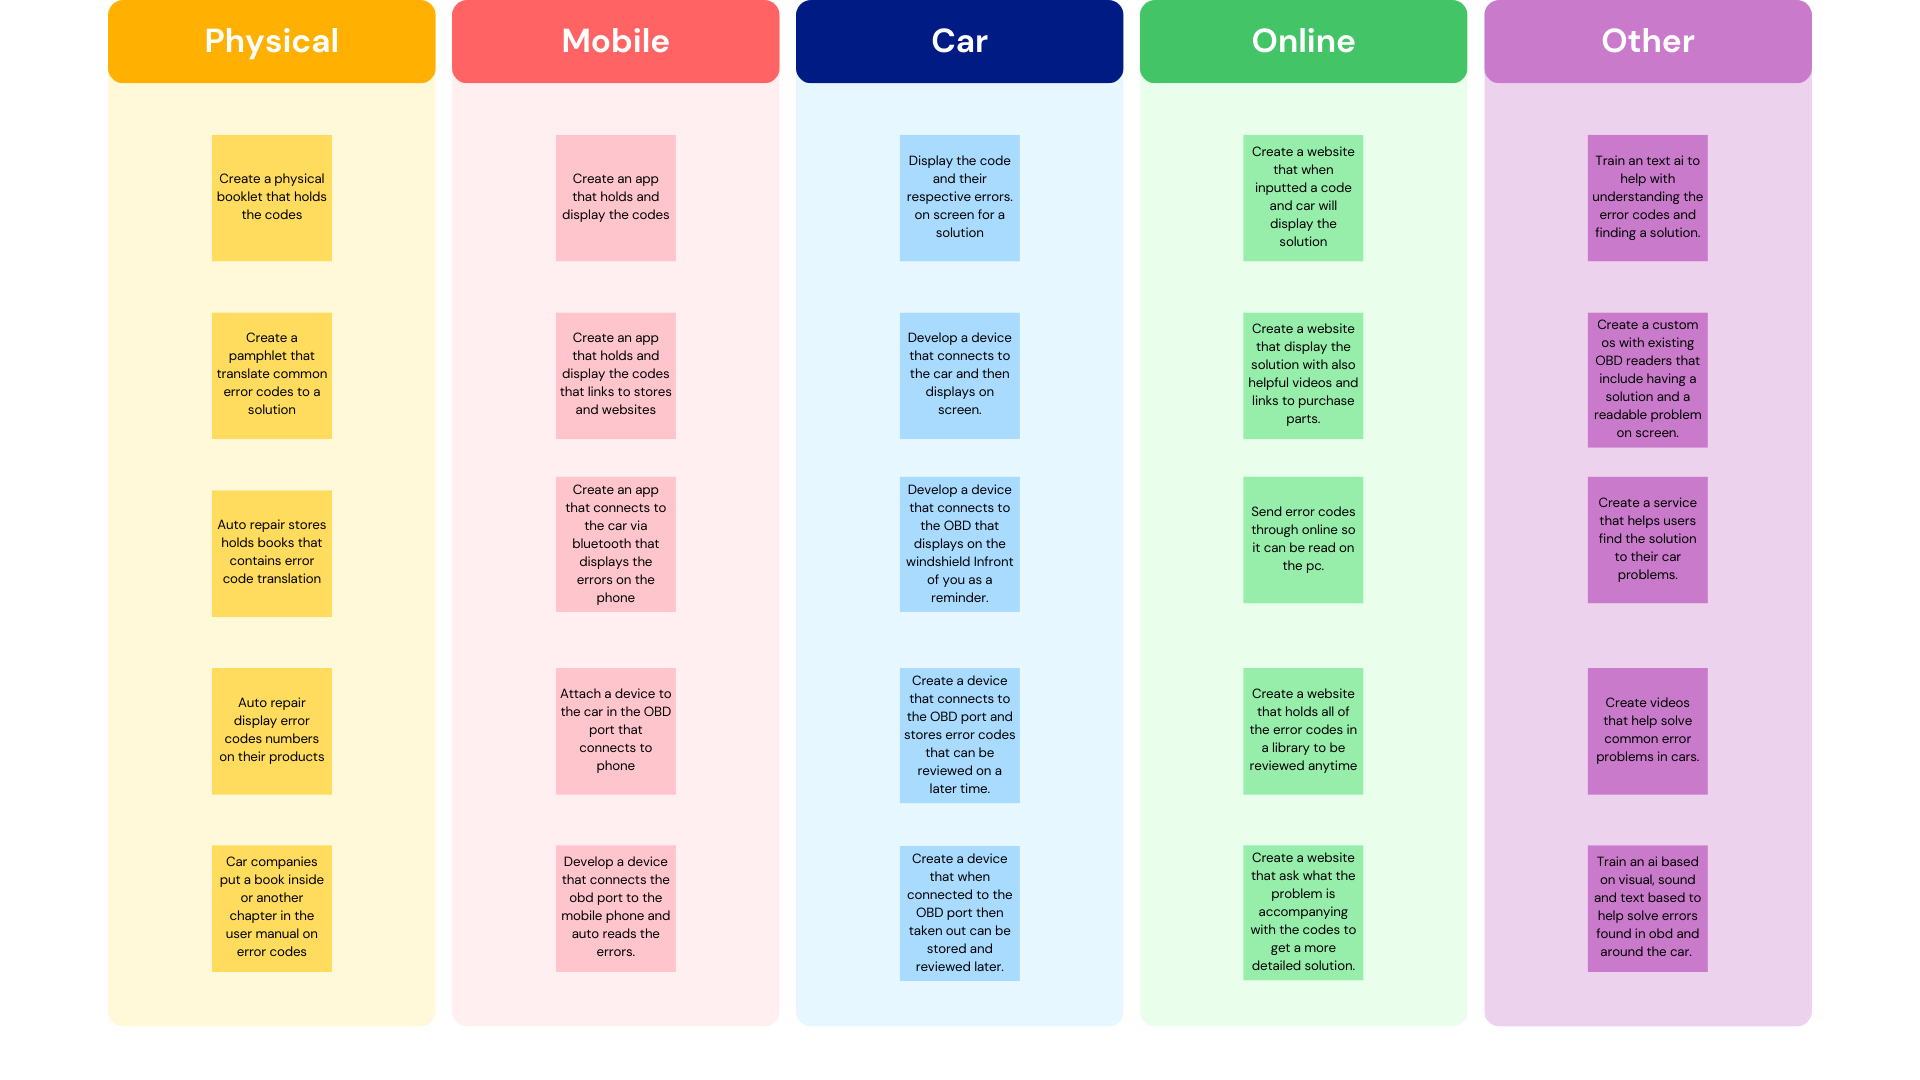 Physical
Create a physical
booklet that holds
the codes
Create a
pamphlet that
translate common
error codes to a
solution
Auto repair stores
holds books that
contains error
code translation
Auto repair
display error
codes numbers
on their products
Car companies
put a book inside
or another
chapter in the
user manual on
error codes
Mobile
Create an app
that holds and
display the codes
Create an app
that holds and
display the codes
that links to stores
and websites
Create an app
that connects to
the car via
bluetooth that
displays the
errors on the
phone
Attach a device to
the car in the OBD
port that
connects to
phone
Develop a device
that connects the
obd port to the
mobile phone and
auto reads the
errors.
Car
Display the code
and their
respective errors.
on screen for a
solution
Develop a device
that connects to
the car and then
displays on
screen.
Develop a device
that connects to
the OBD that
displays on the
windshield Infront
of you as a
reminder.
Create a device
that connects to
the OBD port and
stores error codes
that can be
reviewed on a
later time.
Create a device
that when
connected to the
OBD port then
taken out can be
stored and
reviewed later.
Online
Create a website
that when
inputted a code
and car will
display the
solution
Create a website
that display the
solution with also
helpful videos and
links to purchase
parts.
Send error codes
through online so
it can be read on
the pc.
Create a website
that holds all of
the error codes in
a library to be
reviewed anytime
Create a website
that ask what the
problem is
accompanying
with the codes to
get a more
detailed solution.
Other
Train an text ai to
help with
understanding the
error codes and
finding a solution.
Create a custom
os with existing
OBD readers that
include having a
solution and a
readable problem
on screen.
Create a service
that helps users
find the solution
to their car
problems.
Create videos
that help solve
common error
problems in cars.
Train an ai based
on visual, sound
and text based to
help solve errors
found in obd and
around the car.